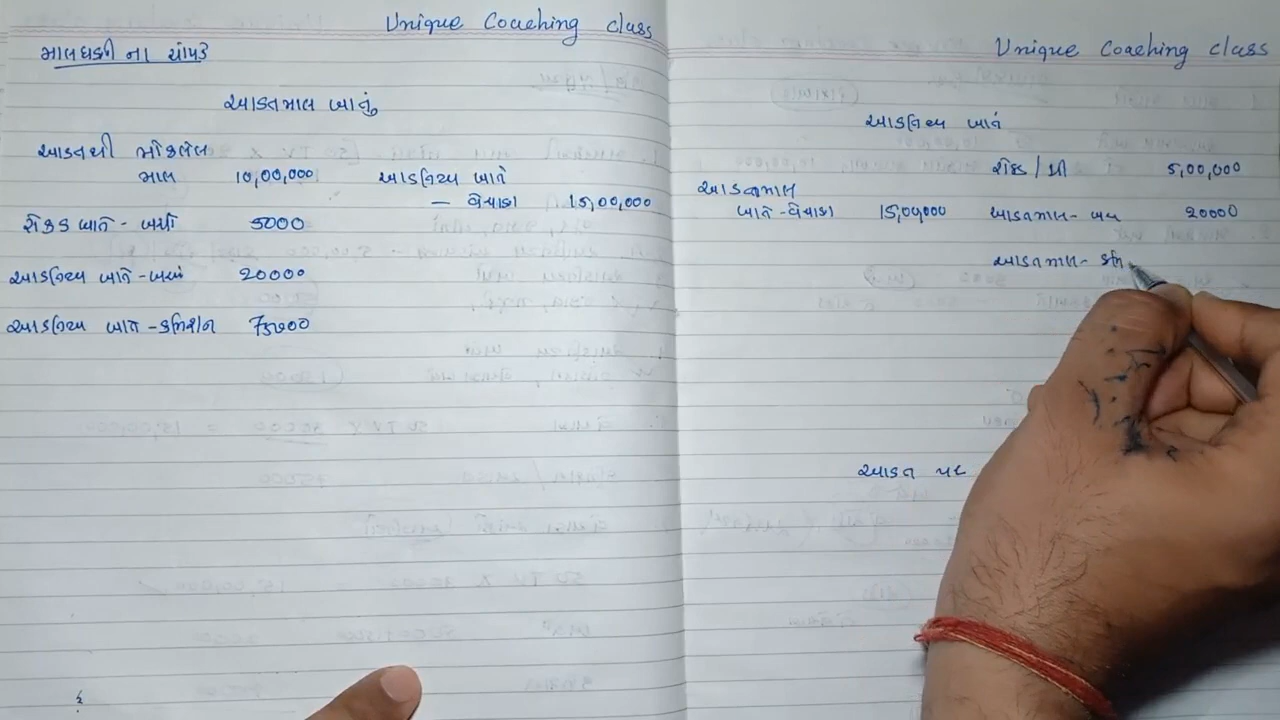 Unique Coaching Class
માલધણી ના ચોપડે
આડતમાલ ખાતું
આડતથી મોકલેલ
માલ 10,00,000 આડતિયા ખાતે
– વેચાણ 15,00,000
રોકડ ખાતે - ખર્ચા 5000
આડતિયા ખાતે - ખર્ચ 20000
આડતિયા ખાતે - કમિશન 75000
Unique Coaching Class
આડતિયા ખાતું
રોકડ / 5,00,000
આડતમાલ
ખાતે - વેચાણ 15,00,000 આડતમાલ - ખર્ચ 20000
આડતમાલ - કમિ
આડત પર